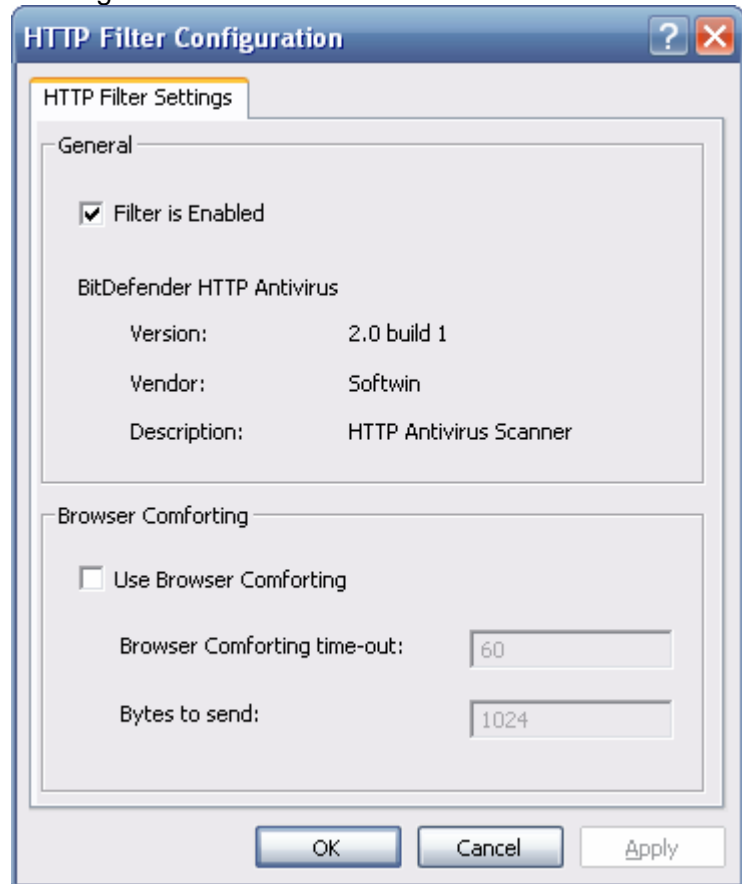 HTTP Filter Configuration
HTTP Filter Settings
General
Filter is Enabled
BitDefender HTTP Antivirus
Version: 2.0 build 1
Vendor: Softwin
Description: HTTP Antivirus Scanner
Browser Comforting
Use Browser Comforting
Browser Comforting time-out: 60
Bytes to send: 1024
OK Cancel Apply